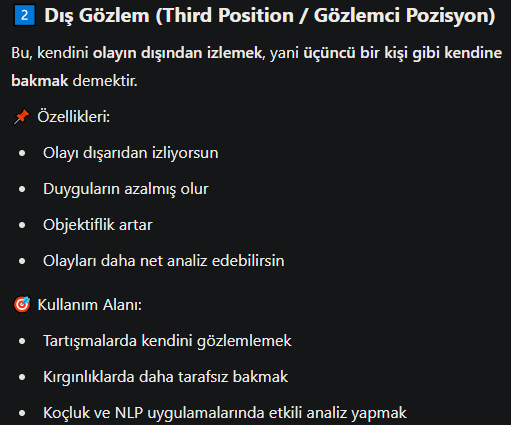 2️⃣ Dış Gözlem (Third Position / Gözlemci Pozisyon)
Bu, kendini olayın dışından izlemek, yani üçüncü bir kişi gibi kendine
bakmak demektir.
📌 Özellikleri:
• Olayı dışarıdan izliyorsun
• Duyguların azalmış olur
• Objektiflik artar
• Olayları daha net analiz edebilirsin
🎯 Kullanım Alanı:
• Tartışmalarda kendini gözlemlemek
• Kırgınlıklarda daha tarafsız bakmak
• Koçluk ve NLP uygulamalarında etkili analiz yapmak